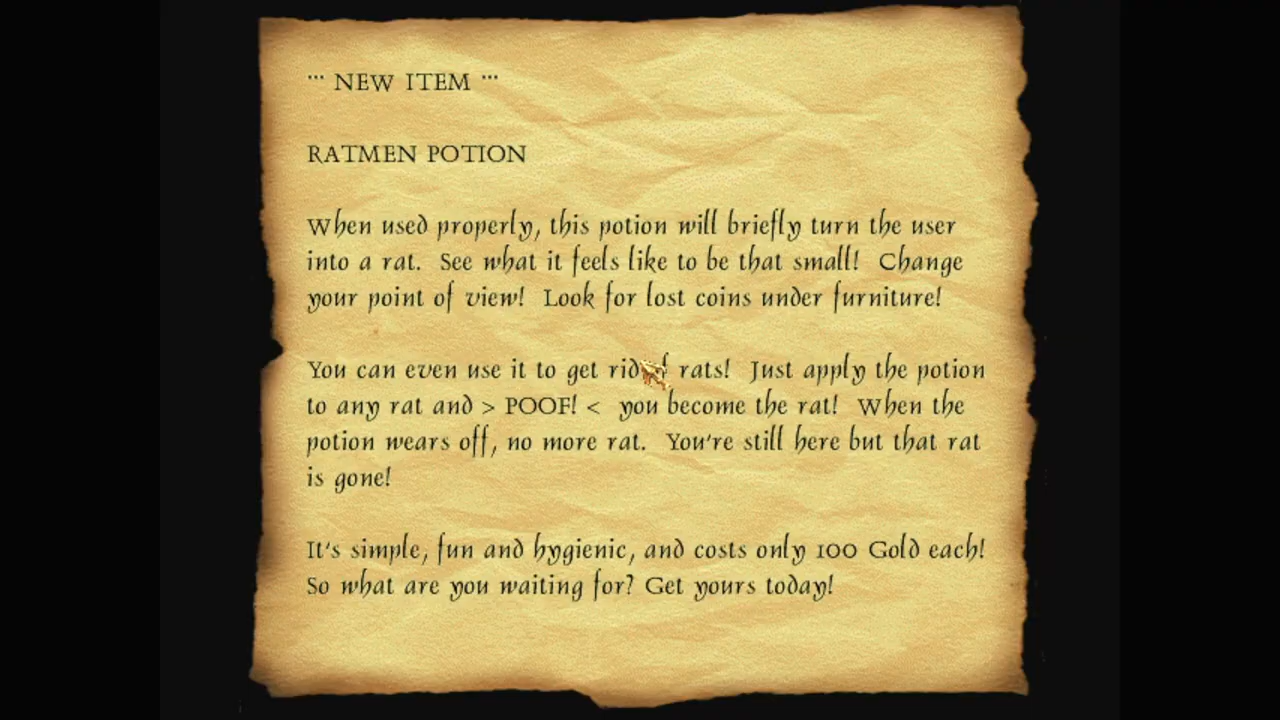 ··· NEW ITEM ···
RATMEN POTION
When used properly, this potion will briefly turn the user
into a rat. See what it feels like to be that small! Change
your point of view! Look for lost coins under furniture!
You can even use it to get rid of rats! Just apply the potion
to any rat and > POOF! < you become the rat! When the
potion wears off, no more rat. You're still here but that rat
is gone!
It's simple, fun and hygienic, and costs only 100 Gold each!
So what are you waiting for? Get yours today!